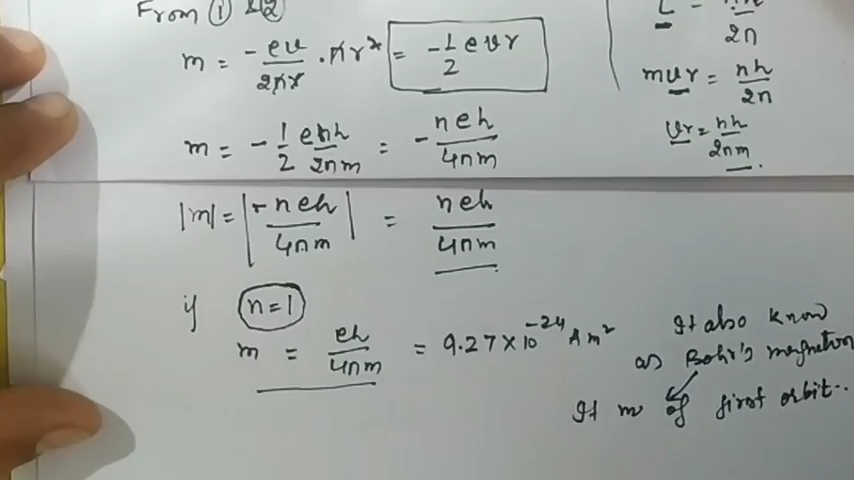 From ① & ②
m = -ev/2πr · πr² = -1/2 evr
L = nh/2π
mvr = nh/2π
vr = nh/2πm.
m = -1/2 enh/2πm = - neh/4πm
|m| = |- neh/4πm| = neh/4πm
if n=1
m = eh/4πm = 9.27×10⁻²⁴ Am²
It also know
as Bohr's magneton
It m of first orbit..